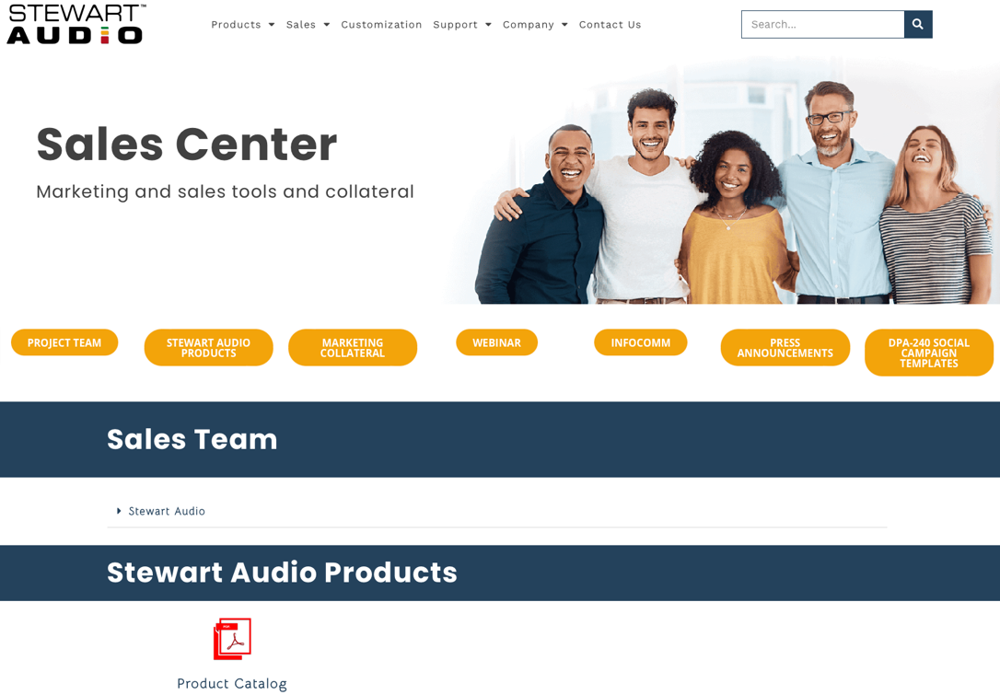 STEWART™
AUDIO
Products Sales Customization Support Company Contact Us
Search...
Sales Center
Marketing and sales tools and collateral
PROJECT TEAM
STEWART AUDIO
PRODUCTS
MARKETING
COLLATERAL
WEBINAR
INFOCOMM
PRESS
ANNOUNCEMENTS
DPA-240 SOCIAL
CAMPAIGN
TEMPLATES
Sales Team
Stewart Audio
Stewart Audio Products
PDF
Product Catalog